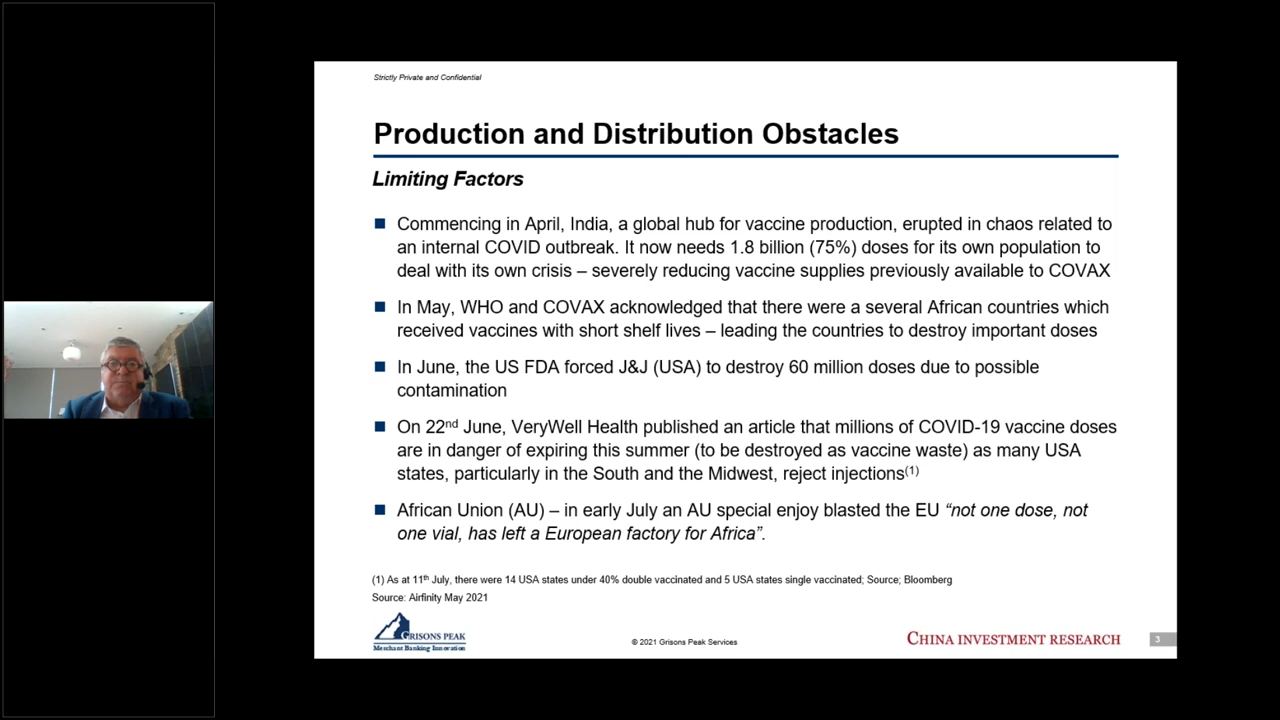 Strictly Private and Confidential
Production and Distribution Obstacles
Limiting Factors
■ Commencing in April, India, a global hub for vaccine production, erupted in chaos related to
an internal COVID outbreak. It now needs 1.8 billion (75%) doses for its own population to
deal with its own crisis – severely reducing vaccine supplies previously available to COVAX
■ In May, WHO and COVAX acknowledged that there were a several African countries which
received vaccines with short shelf lives – leading the countries to destroy important doses
■ In June, the US FDA forced J&J (USA) to destroy 60 million doses due to possible
contamination
■ On 22nd June, VeryWell Health published an article that millions of COVID-19 vaccine doses
are in danger of expiring this summer (to be destroyed as vaccine waste) as many USA
states, particularly in the South and the Midwest, reject injections(1)
■ African Union (AU) – in early July an AU special enjoy blasted the EU “not one dose, not
one vial, has left a European factory for Africa”.
(1) As at 11th July, there were 14 USA states under 40% double vaccinated and 5 USA states single vaccinated; Source; Bloomberg
Source: Airfinity May 2021
GRISONS PEAK
Merchant Banking Innovation
© 2021 Grisons Peak Services
CHINA INVESTMENT RESEARCH
3